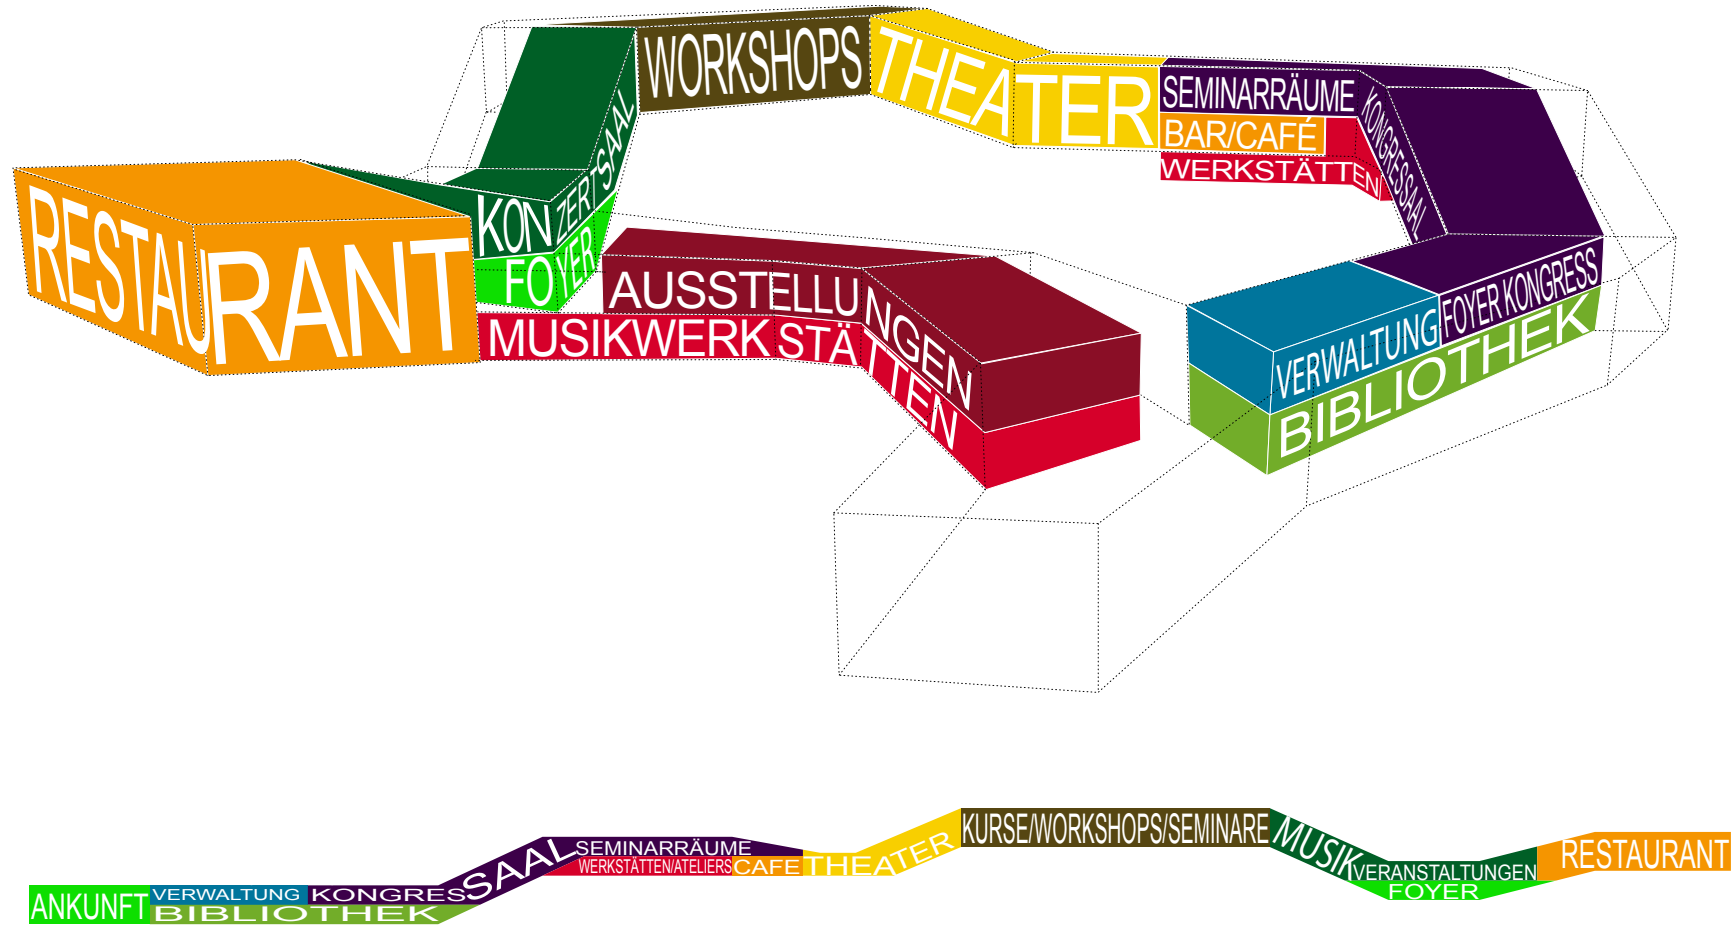 WORKSHOPS
THEATER
SEMINARRÄUME
BAR/CAFÉ
WERKSTÄTTEN
KONGRESSAAL
RESTAURANT
KONZERTSAAL
FOYER
AUSSTELLUNGEN
MUSIKWERKSTÄTTEN
VERWALTUNG
FOYER KONGRESS
BIBLIOTHEK
KURSE/WORKSHOPS/SEMINARE
MUSIK
VERANSTALTUNGEN
FOYER
RESTAURANT
SEMINARRÄUME
WERKSTÄTTEN/ATELIERS
CAFE
THEATER
SAAL
ANKUNFT
VERWALTUNG
KONGRES
BIBLIOTHEK